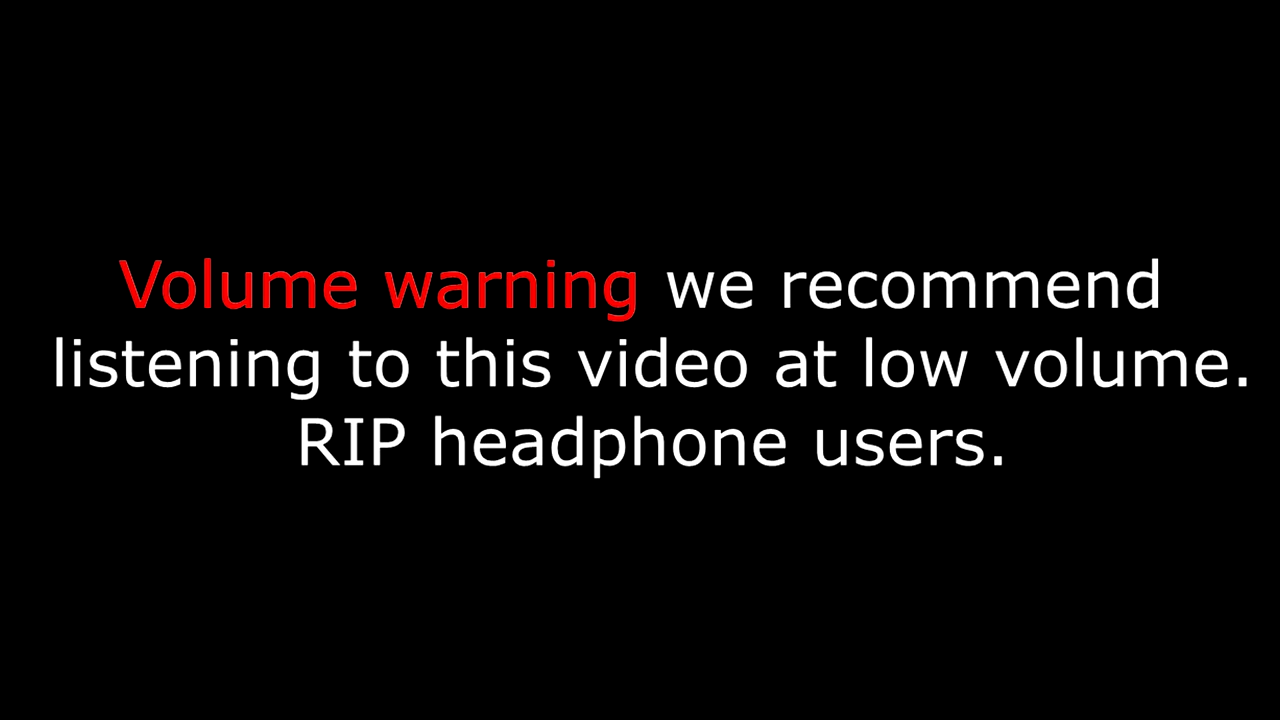 Volume warning we recommend
listening to this video at low volume.
RIP headphone users.